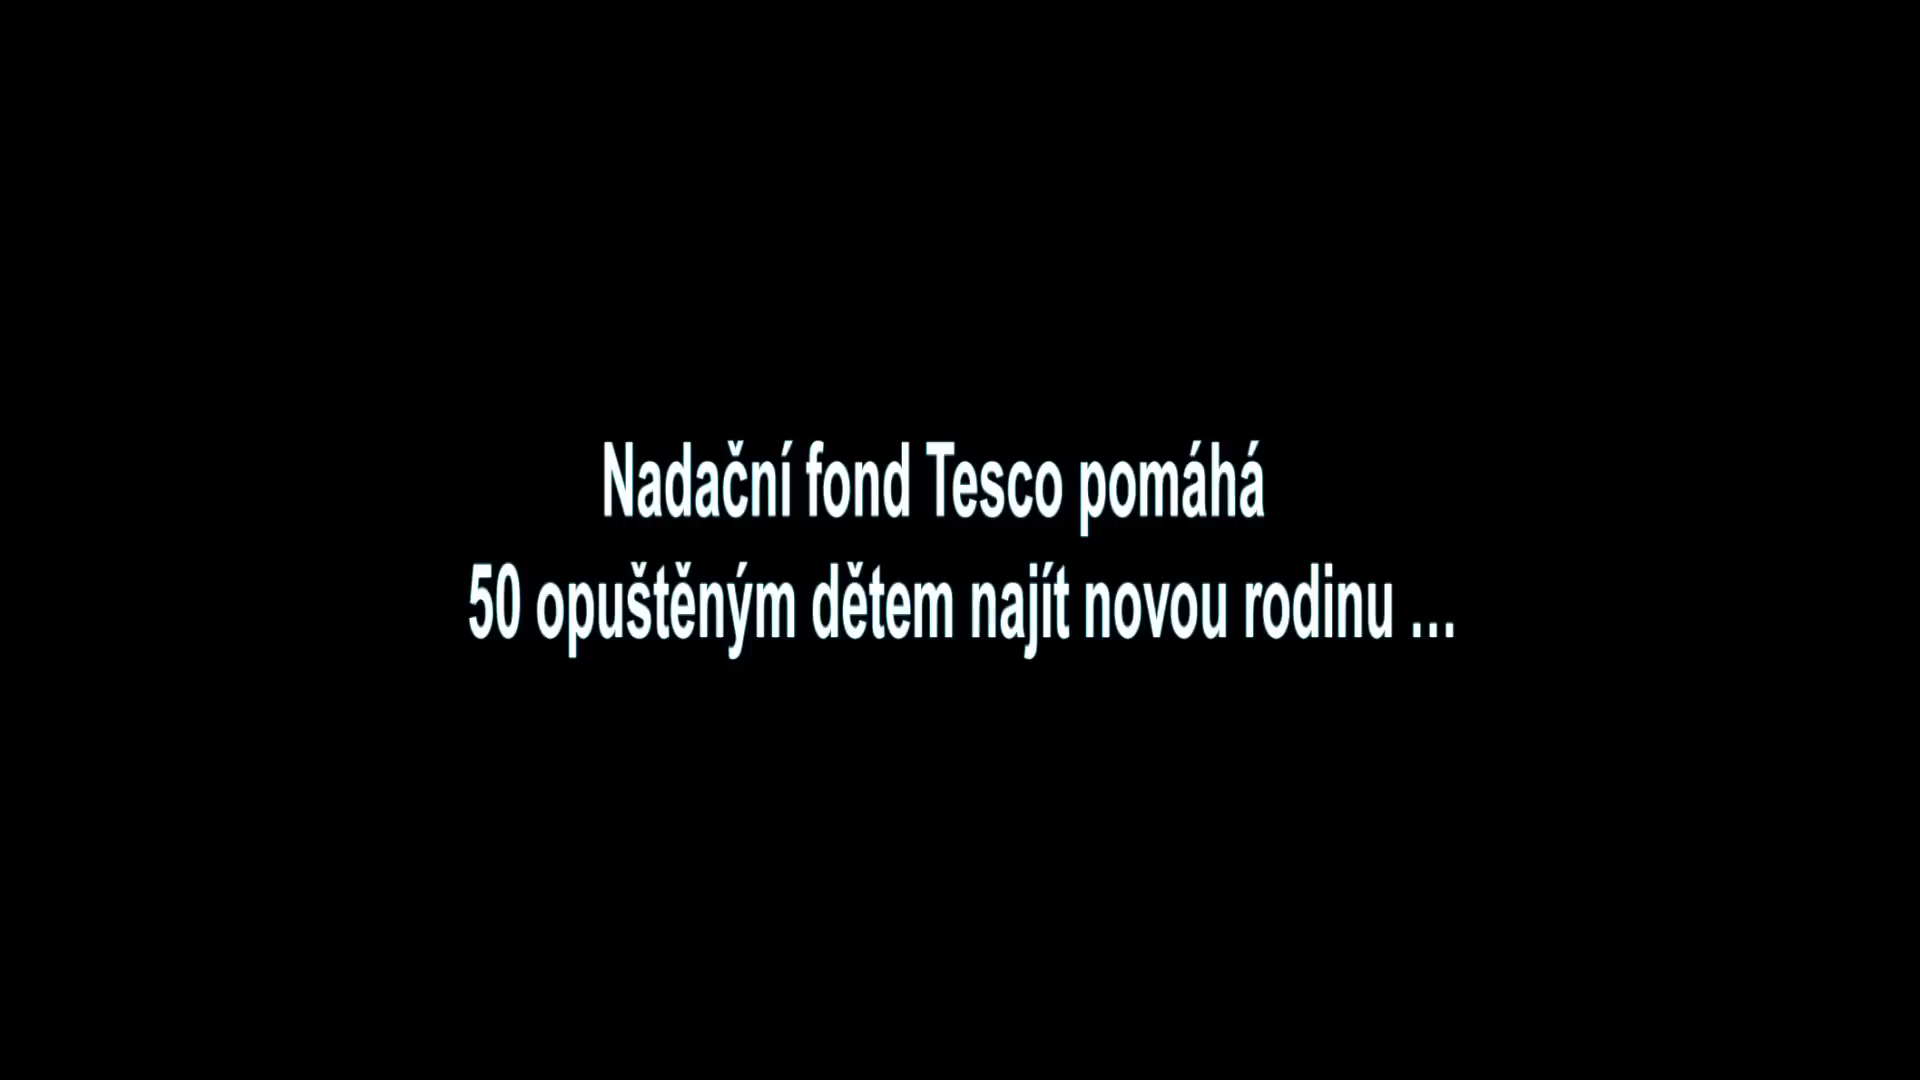 Nadační fond Tesco pomáhá
50 opuštěným dětem najít novou rodinu ...